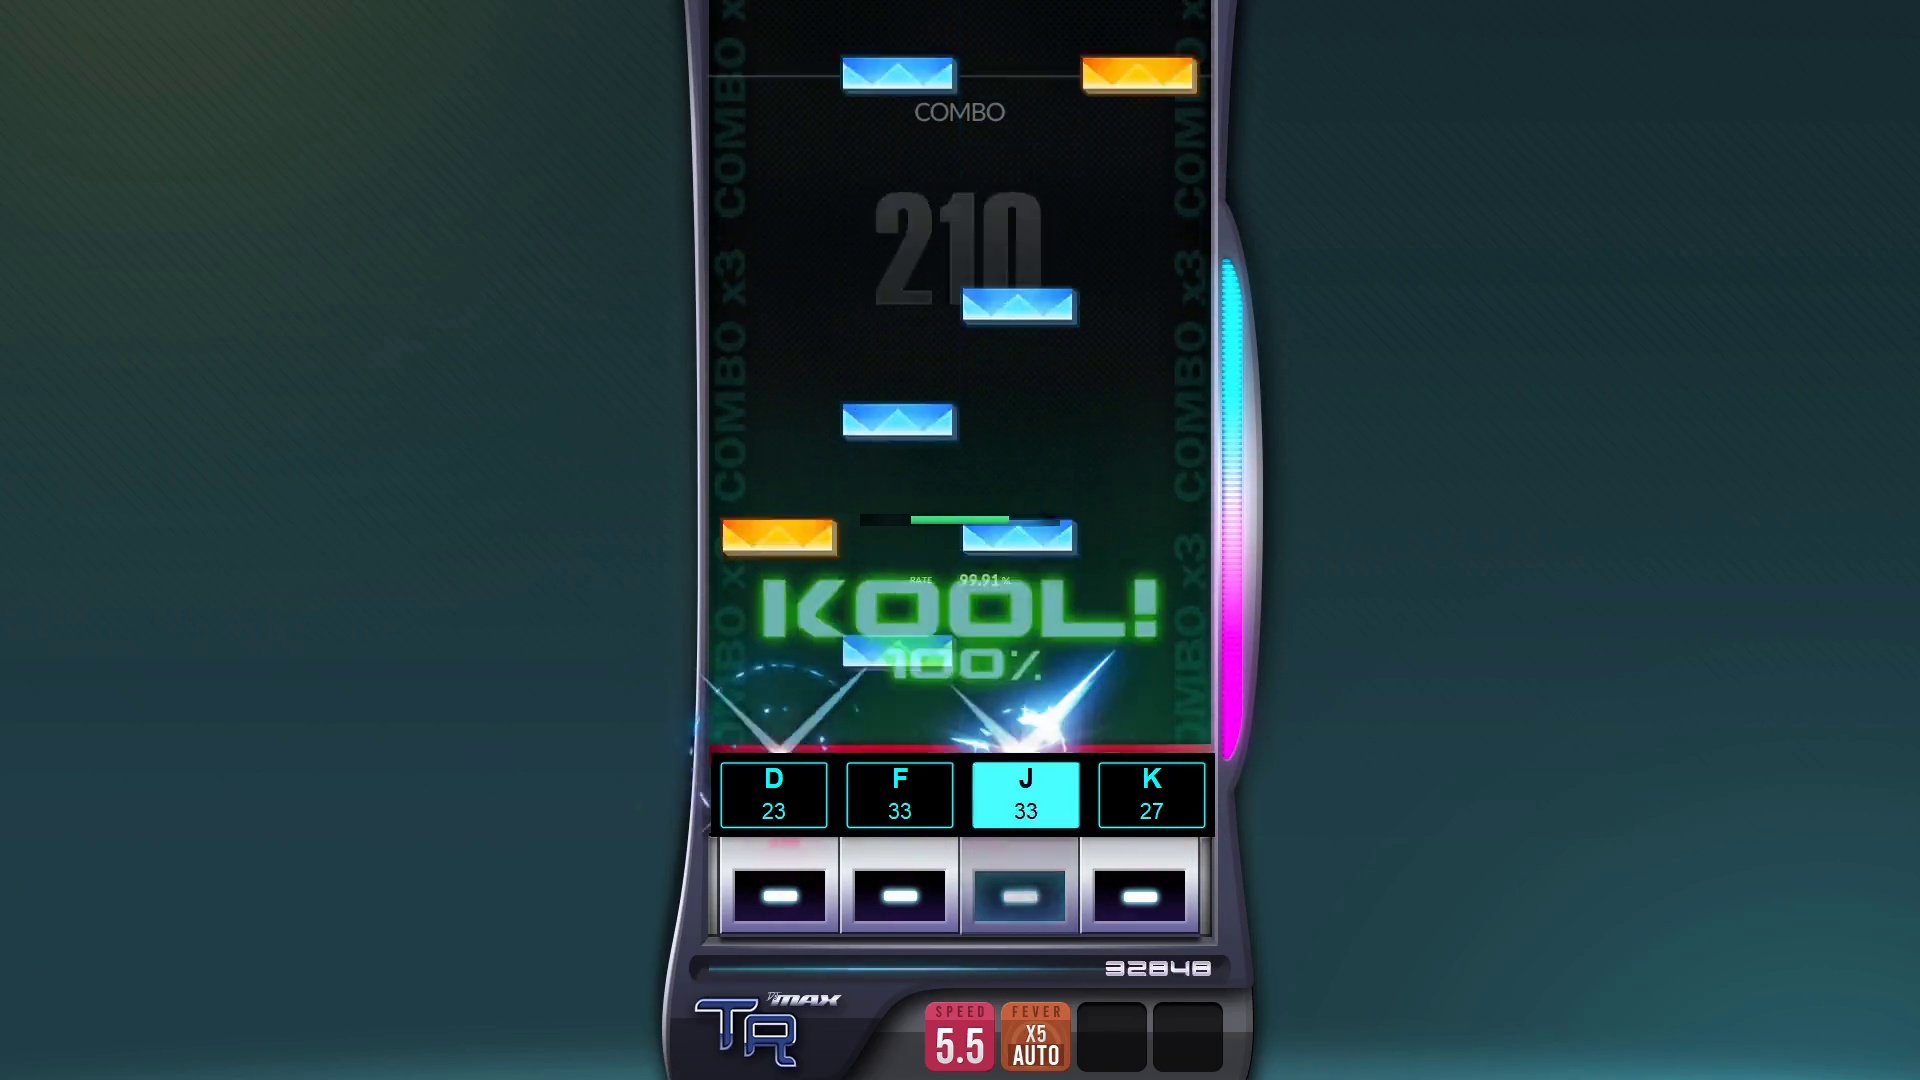 COMBO x3 COMBO x3 COMBO x3
COMBO x3 COMBO x3 COMBO x3
COMBO
210
RATE 99.91 %
KOOL!
100%
D F J K
23 33 33 27
32848
MAX
TR
SPEED FEVER
5.5 X5
AUTO